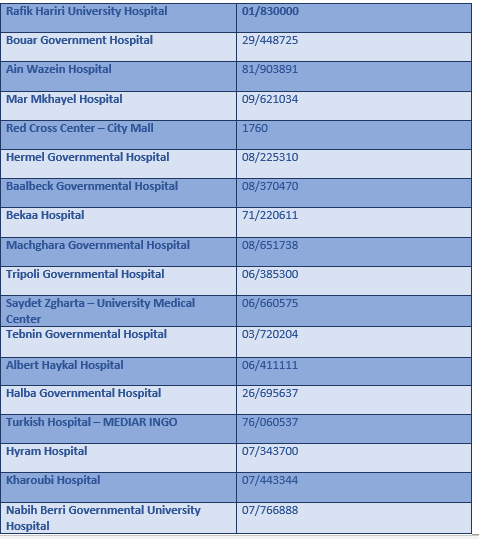 Rafik Hariri University Hospital 01/830000
Bouar Government Hospital 29/448725
Ain Wazein Hospital 81/903891
Mar Mkhayel Hospital 09/621034
Red Cross Center – City Mall 1760
Hermel Governmental Hospital 08/225310
Baalbeck Governmental Hospital 08/370470
Bekaa Hospital 71/220611
Machghara Governmental Hospital 08/651738
Tripoli Governmental Hospital 06/385300
Saydet Zgharta – University Medical 06/660575
Center
Tebnin Governmental Hospital 03/720204
Albert Haykal Hospital 06/411111
Halba Governmental Hospital 26/695637
Turkish Hospital – MEDIAR INGO 76/060537
Hyram Hospital 07/343700
Kharoubi Hospital 07/443344
Nabih Berri Governmental University 07/766888
Hospital